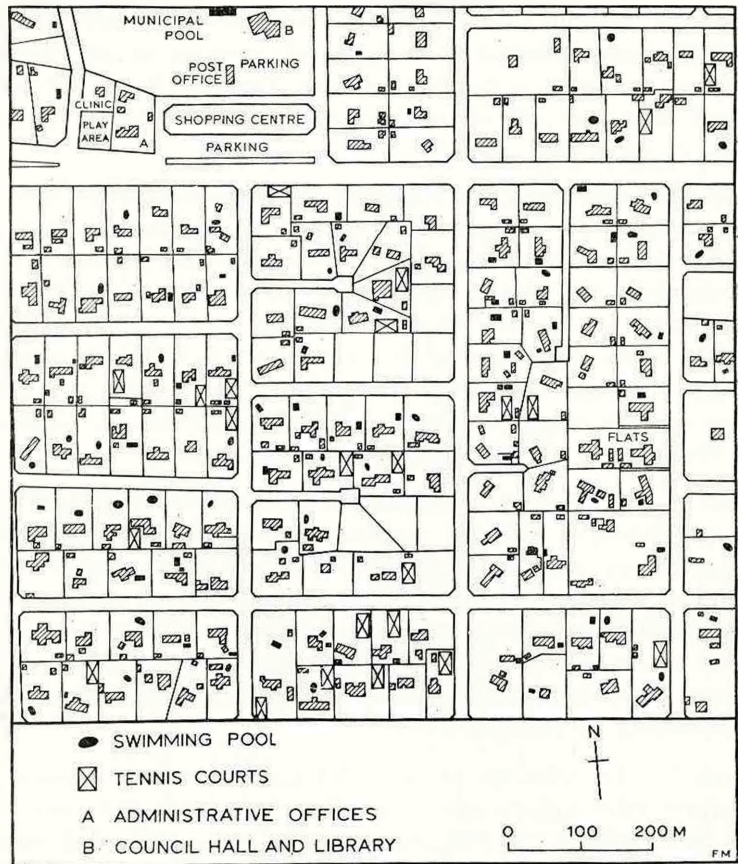 MUNICIPAL
POOL
B
POST
OFFICE
PARKING
CLINIC
SHOPPING CENTRE
PLAY
AREA
A
PARKING
FLATS
SWIMMING POOL
TENNIS COURTS
A ADMINISTRATIVE OFFICES
B COUNCIL HALL AND LIBRARY
N
0 100 200 M
FM